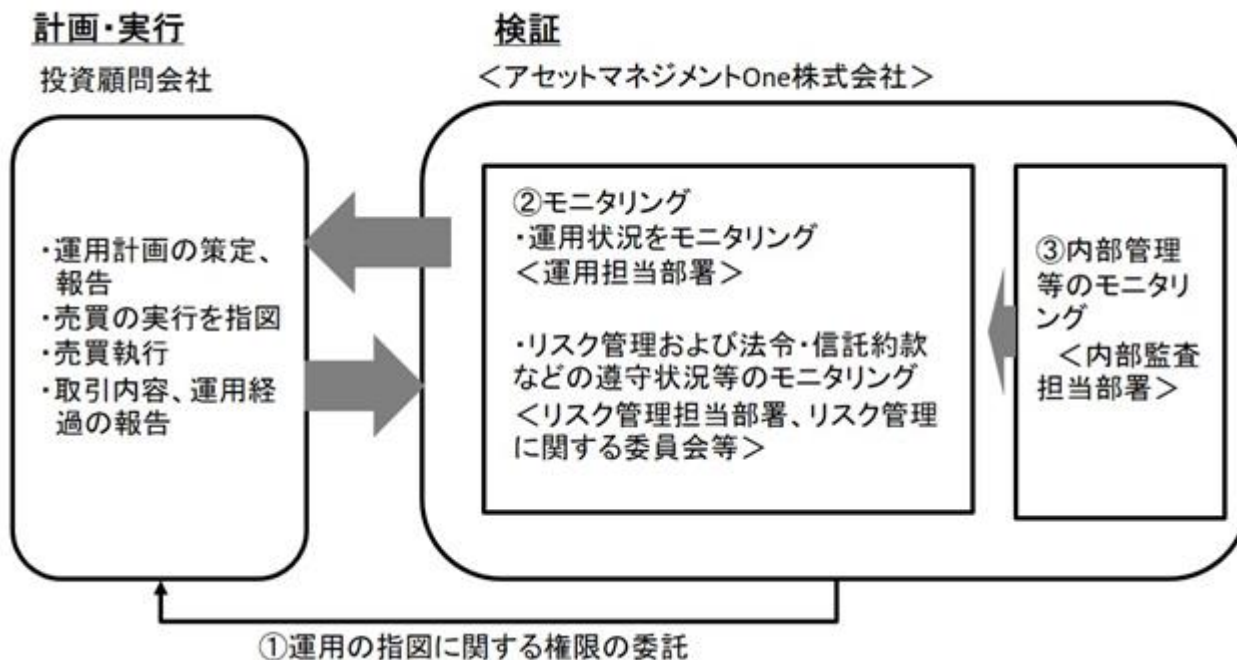 計画・実行
投資顧問会社
・運用計画の策定、
報告
・売買の実行を指図
・売買執行
・取引内容、運用経
過の報告
検証
＜アセットマネジメントOne株式会社＞
②モニタリング
・運用状況をモニタリング
＜運用担当部署＞
・リスク管理および法令・信託約款
などの遵守状況等のモニタリング
＜リスク管理担当部署、リスク管理
に関する委員会等＞
③内部管理
等のモニタリ
ング
＜内部監査
担当部署＞
①運用の指図に関する権限の委託